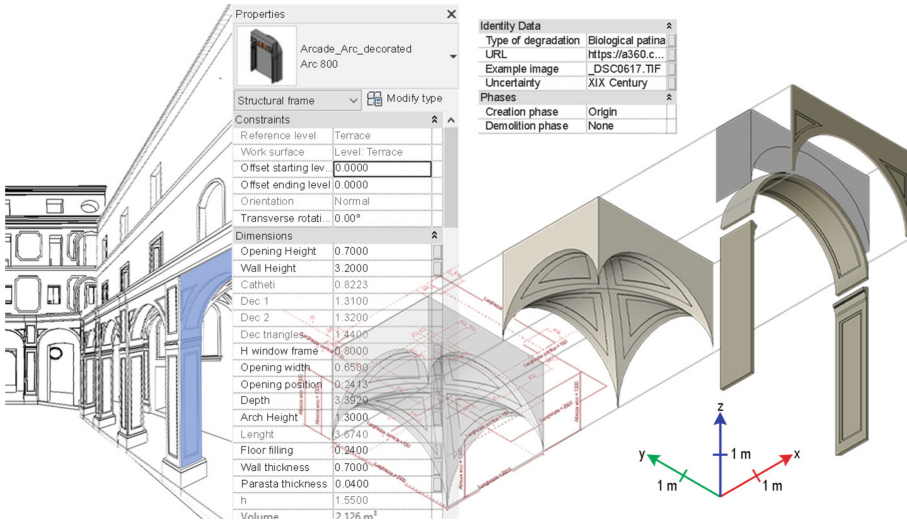 Properties
Arcade_Arc_decorated
Arc 800
Structural frame
Modify type
Constraints
Reference level Terrace
Work surface Level: Terrace
Offset starting lev... 0.0000
Offset ending level 0.0000
Orientation Normal
Transverse rotati... 0.00°
Dimensions
Opening Height 0.7000
Wall Height 3.2000
Catheti 0.8223
Dec 1 1.3100
Dec 2 1.3200
Dec triangles 1.4400
H window frame 0.8000
Opening width 0.6500
Opening position 0.2413
Depth 3.3920
Arch Height 1.3000
Lenght 3.6740
Floor filling 0.2400
Wall thickness 0.7000
Parasta thickness 0.0400
h 1.5500
Volume 2.126 m³
Identity Data
Type of degradation Biological patina
URL https://a360.c...
Example image _DSC0617.TIF
Uncertainty XIX Century
Phases
Creation phase Origin
Demolition phase None
z
y
x
1 m
1 m
1 m